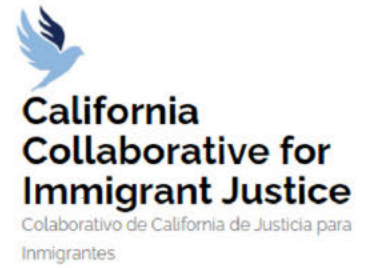 California
Collaborative for
Immigrant Justice
Colaborativo de California de Justicia para
Inmigrantes